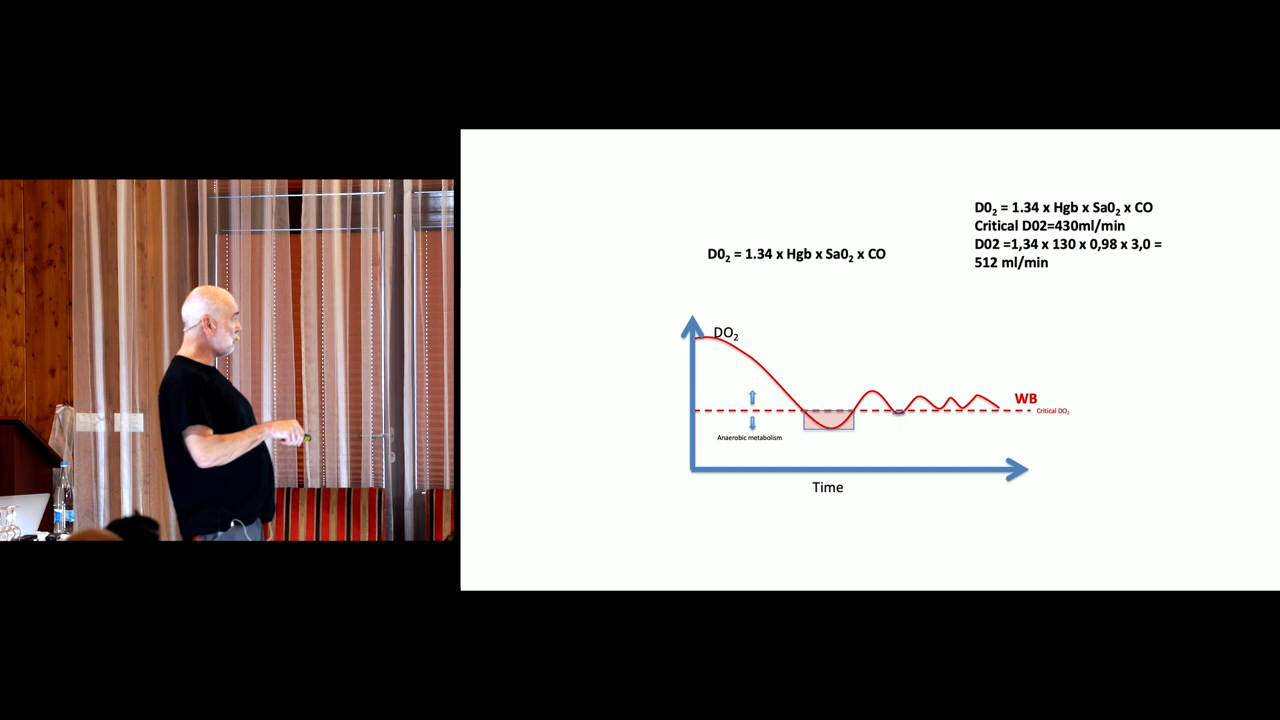 D0₂ = 1.34 x Hgb x Sa0₂ x CO
Critical D02=430ml/min
D02 =1,34 x 130 x 0,98 x 3,0 =
512 ml/min
D0₂ = 1.34 x Hgb x Sa0₂ x CO
DO₂
WB
Critical DO₂
Anaerobic metabolism
Time